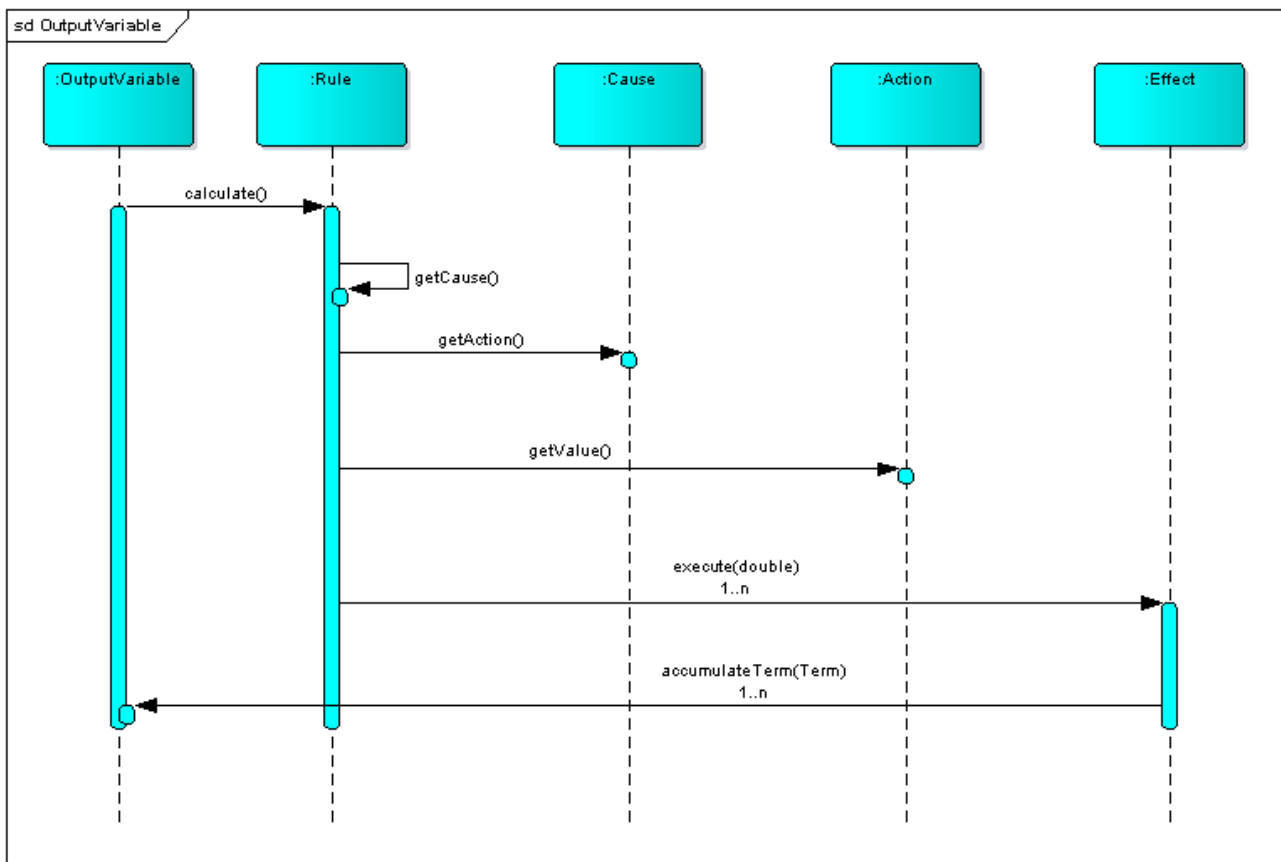 sd OutputVariable
:OutputVariable
:Rule
:Cause
:Action
:Effect
calculate()
getCause()
getAction()
getValue()
execute(double)
1..n
accumulateTerm(Term)
1..n